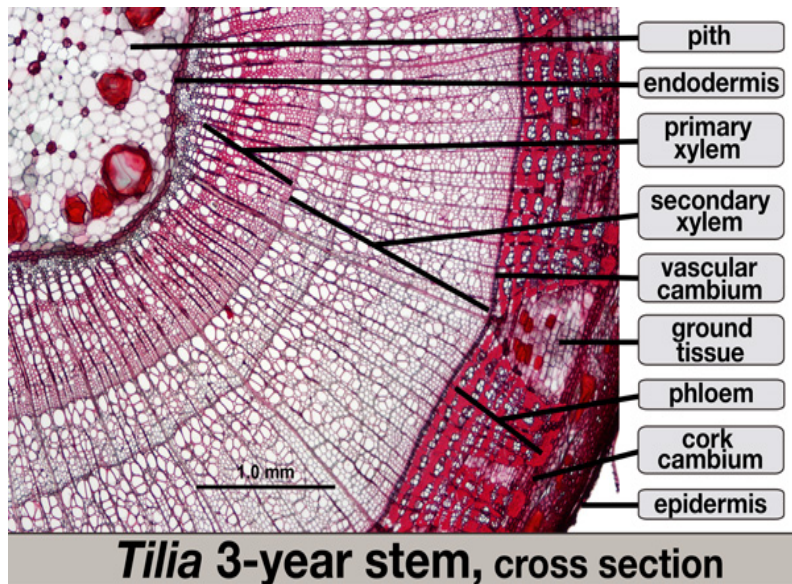 pith
endodermis
primary
xylem
secondary
xylem
vascular
cambium
ground
tissue
phloem
cork
cambium
1.0 mm
epidermis
Tilia 3-year stem, cross section